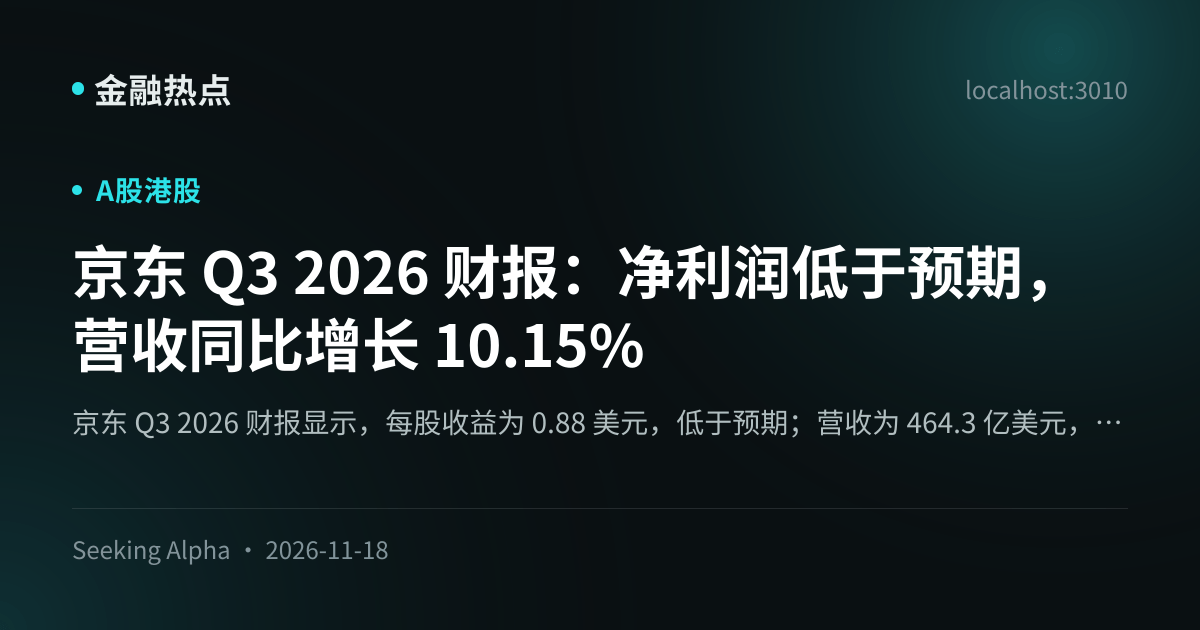 金融热点
localhost:3010
A股港股
京东 Q3 2026 财报：净利润低于预期，
营收同比增长 10.15%
京东 Q3 2026 财报显示，每股收益为 0.88 美元，低于预期；营收为 464.3 亿美元，…
Seeking Alpha · 2026-11-18